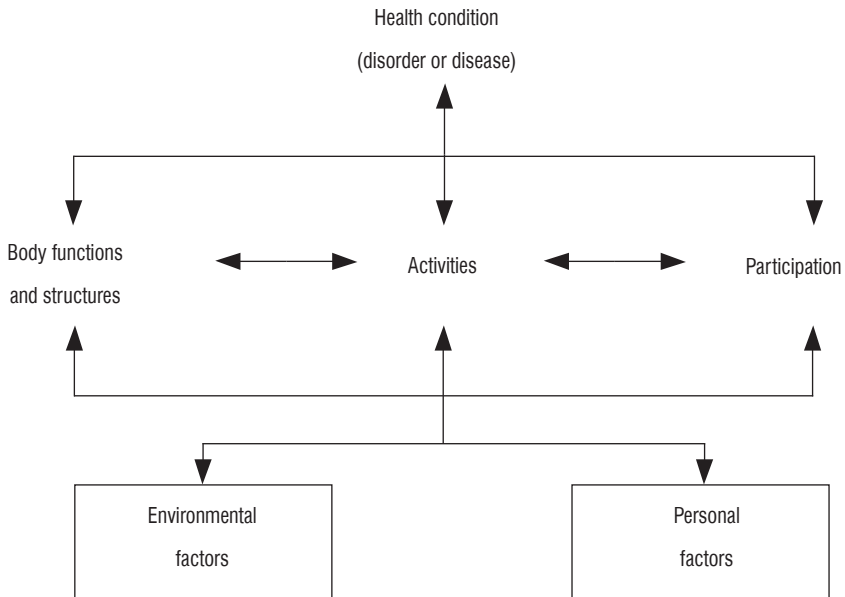 Health condition
(disorder or disease)
Body functions
and structures
Activities
Participation
Environmental
factors
Personal
factors